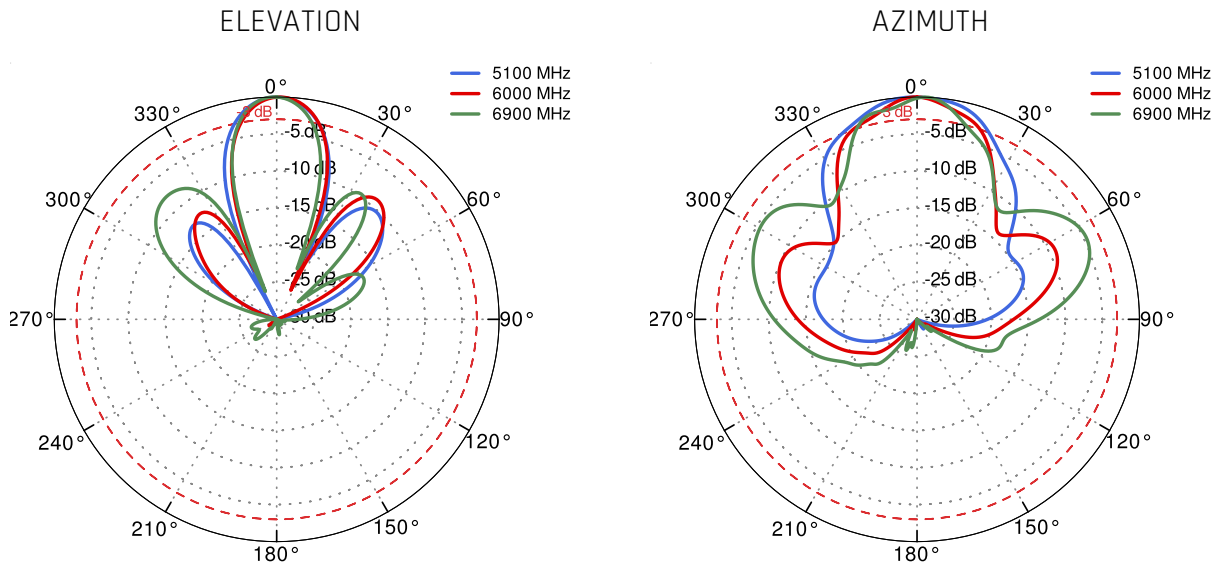 ELEVATION
5100 MHz
6000 MHz
6900 MHz
0°
330°
30°
300°
60°
270°
90°
240°
120°
210°
150°
180°
-5 dB
-10 dB
-15 dB
-20 dB
-25 dB
-30 dB
AZIMUTH
5100 MHz
6000 MHz
6900 MHz
0°
-3 dB
330°
30°
300°
60°
270°
90°
240°
120°
210°
150°
180°
-5 dB
-10 dB
-15 dB
-20 dB
-25 dB
-30 dB